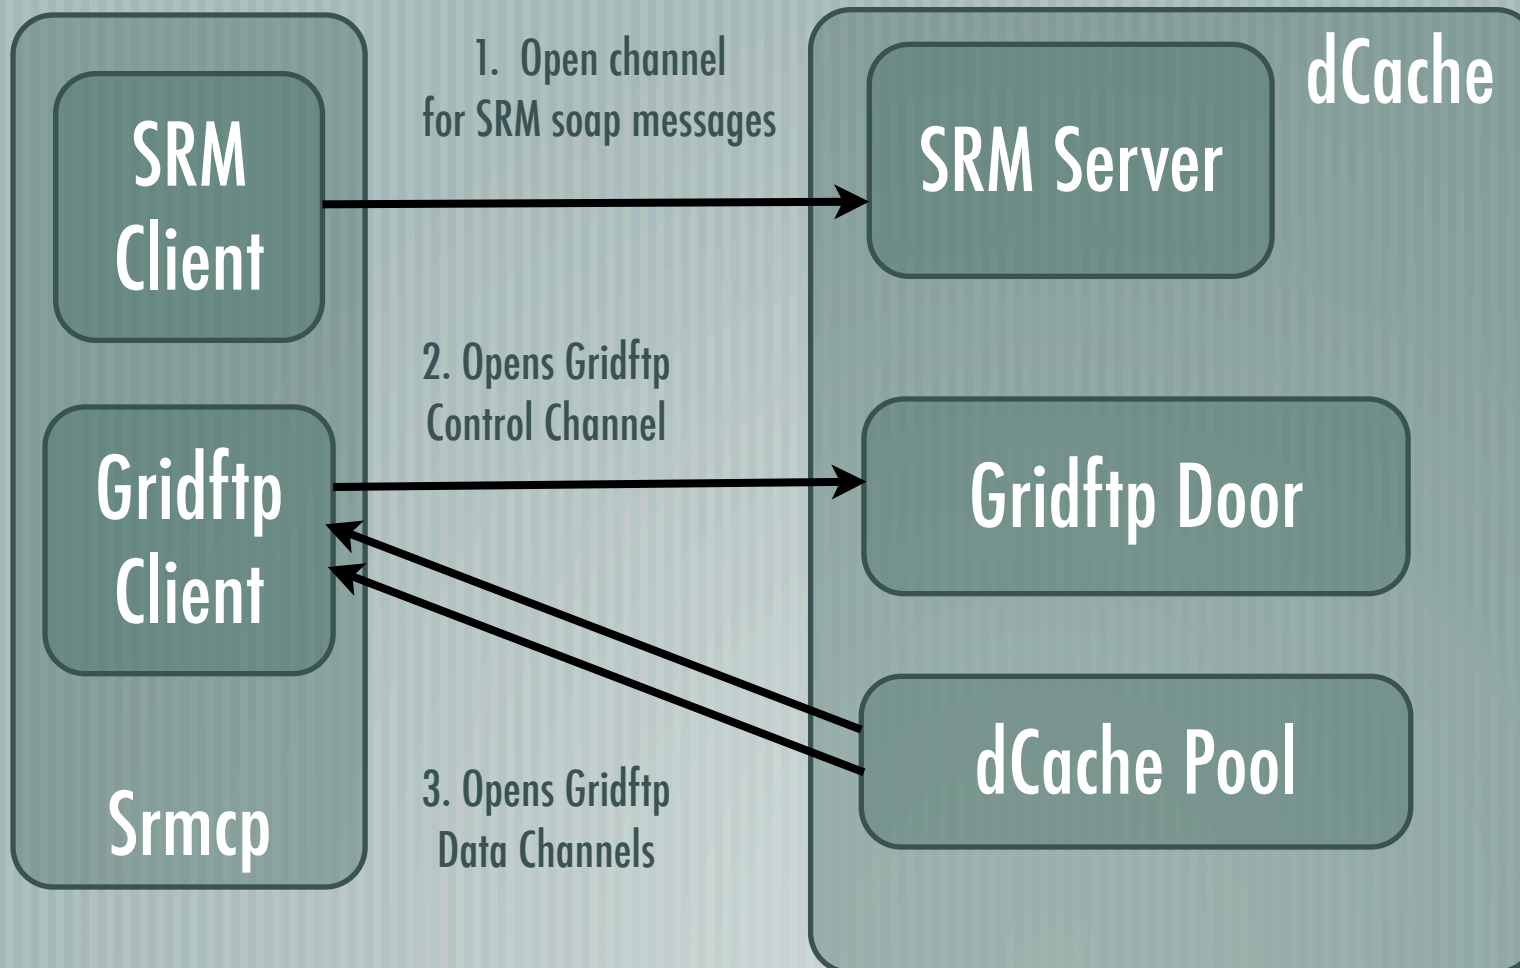 dCache
1. Open channel
for SRM soap messages
SRM
Client
SRM Server
2. Opens Gridftp
Control Channel
Gridftp
Client
Gridftp Door
3. Opens Gridftp
Data Channels
dCache Pool
Srmcp